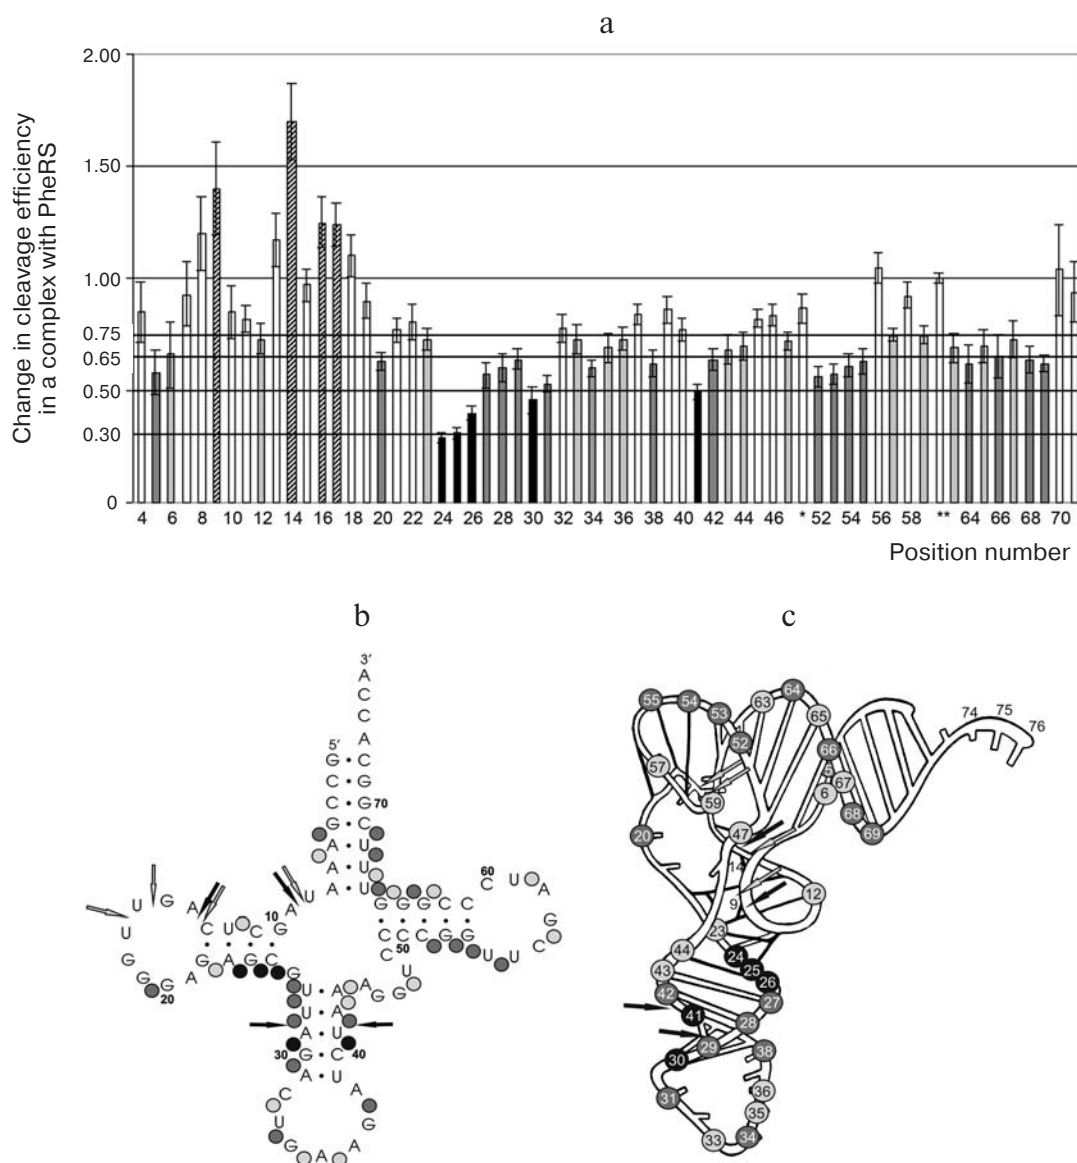 a
2.00
1.50
1.00
0.75
0.65
0.50
0.30
0
Change in cleavage efficiency
in a complex with PheRS
4 6 8 10 12 14 16 18 20 22 24 26 28 30 32 34 36 38 40 42 44 46 * 52 54 56 58 ** 64 66 68 70
Position number
b
3′
A
C
C
A
C
5′
G • C
C • G
C • G 70
G • C
A • U
A • U
A • U
U
A
G
10
C U C
A
G
U
U
G
G
20
G
A
G A G C
G
U • A
U • A
U • A
A • U
30 G • C 40
A • U
C
U
G
A
A
G
A
A
G
G
U
C
C C C G G
50
G G G C C
U
U
C
G
A
U
C
60
c
55 54 53 63 64 65 52 66 57 59 5 67 6 68 69 74 75 76
20 47 14 12 9 23 44 24 25 26 43 42 27 41 28 29 38 30 31 36 35 33 34